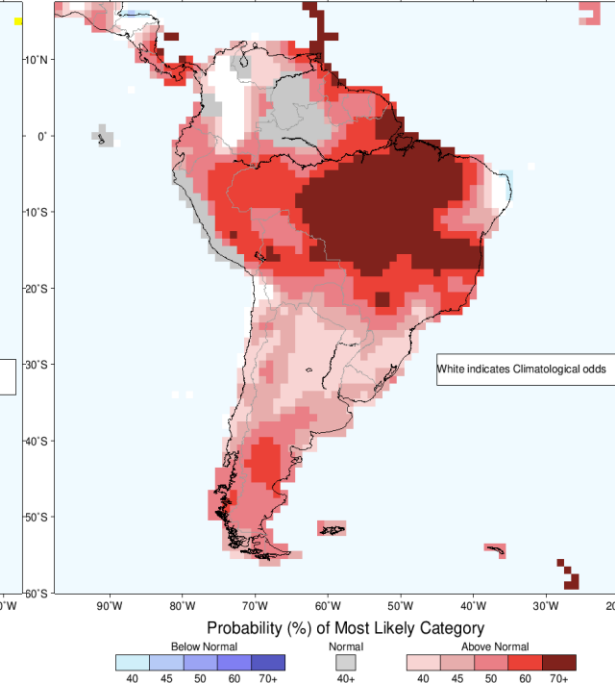 10°N
0°
10°S
20°S
30°S
White indicates Climatological odds
40°S
50°S
60°S
0°W 90°W 80°W 70°W 60°W 50°W 40°W 30°W 20
Probability (%) of Most Likely Category
Below Normal Normal Above Normal
40 45 50 60 70+ 40+ 40 45 50 60 70+